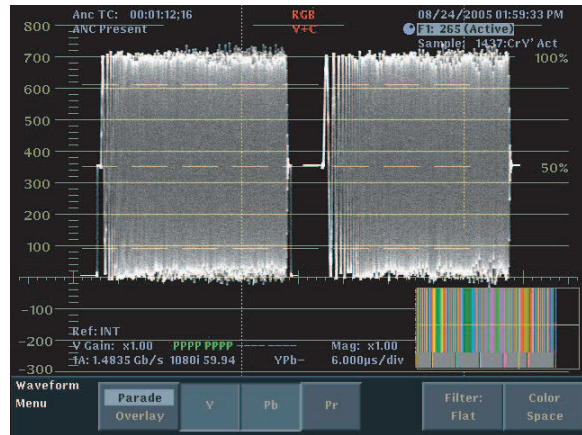 Anc TC: 00:01:12;16 RGB 08/24/2005 01:59:33 PM
ANC Present Y+C F1: 265 (Active)
Sample: 1437:CrY' Act
800
700 100%
600
500
400
50%
300
200
100
-100
-200
-300
Ref: INT
V Gain: x1.00 PPPP PPPP Mag: x1.00
1A: 1.4835 Gb/s 1080i 59.94 YPb- 6.000µs/div
Waveform
Menu
Parade
Overlay
Y
Pb
Pr
Filter:
Flat
Color
Space